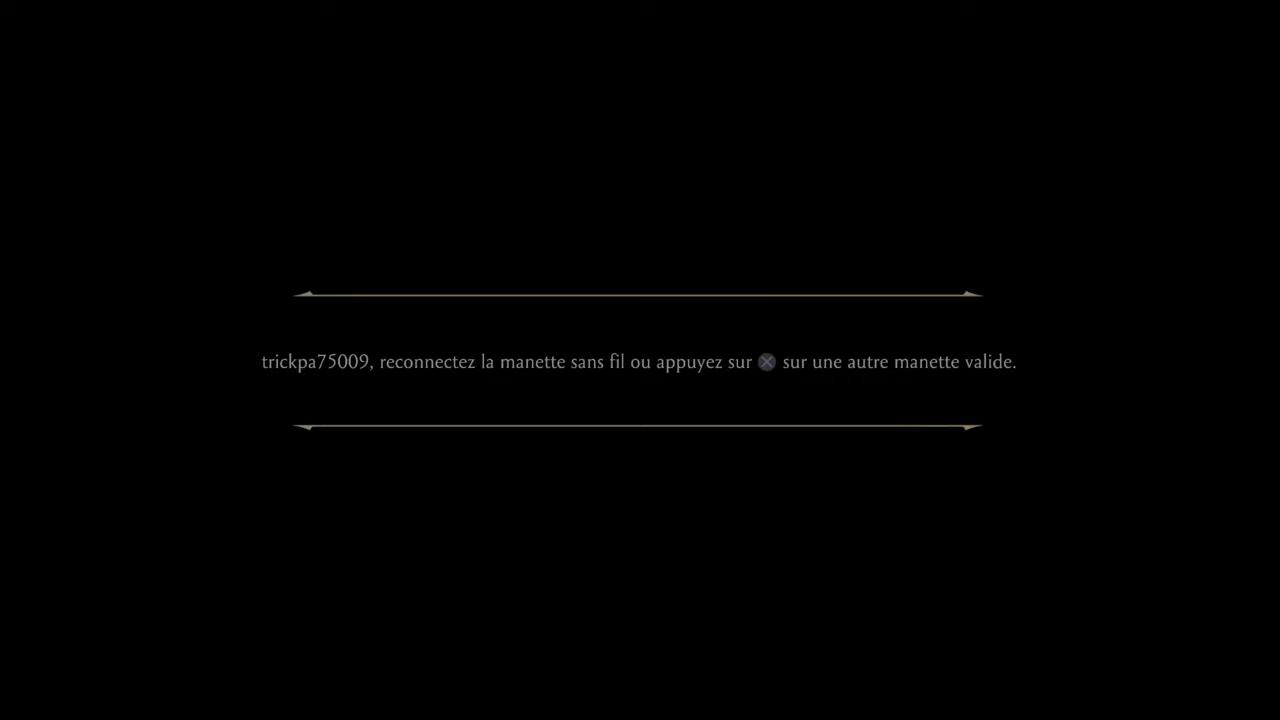 trickpa75009, reconnectez la manette sans fil ou appuyez sur ⊗ sur une autre manette valide.